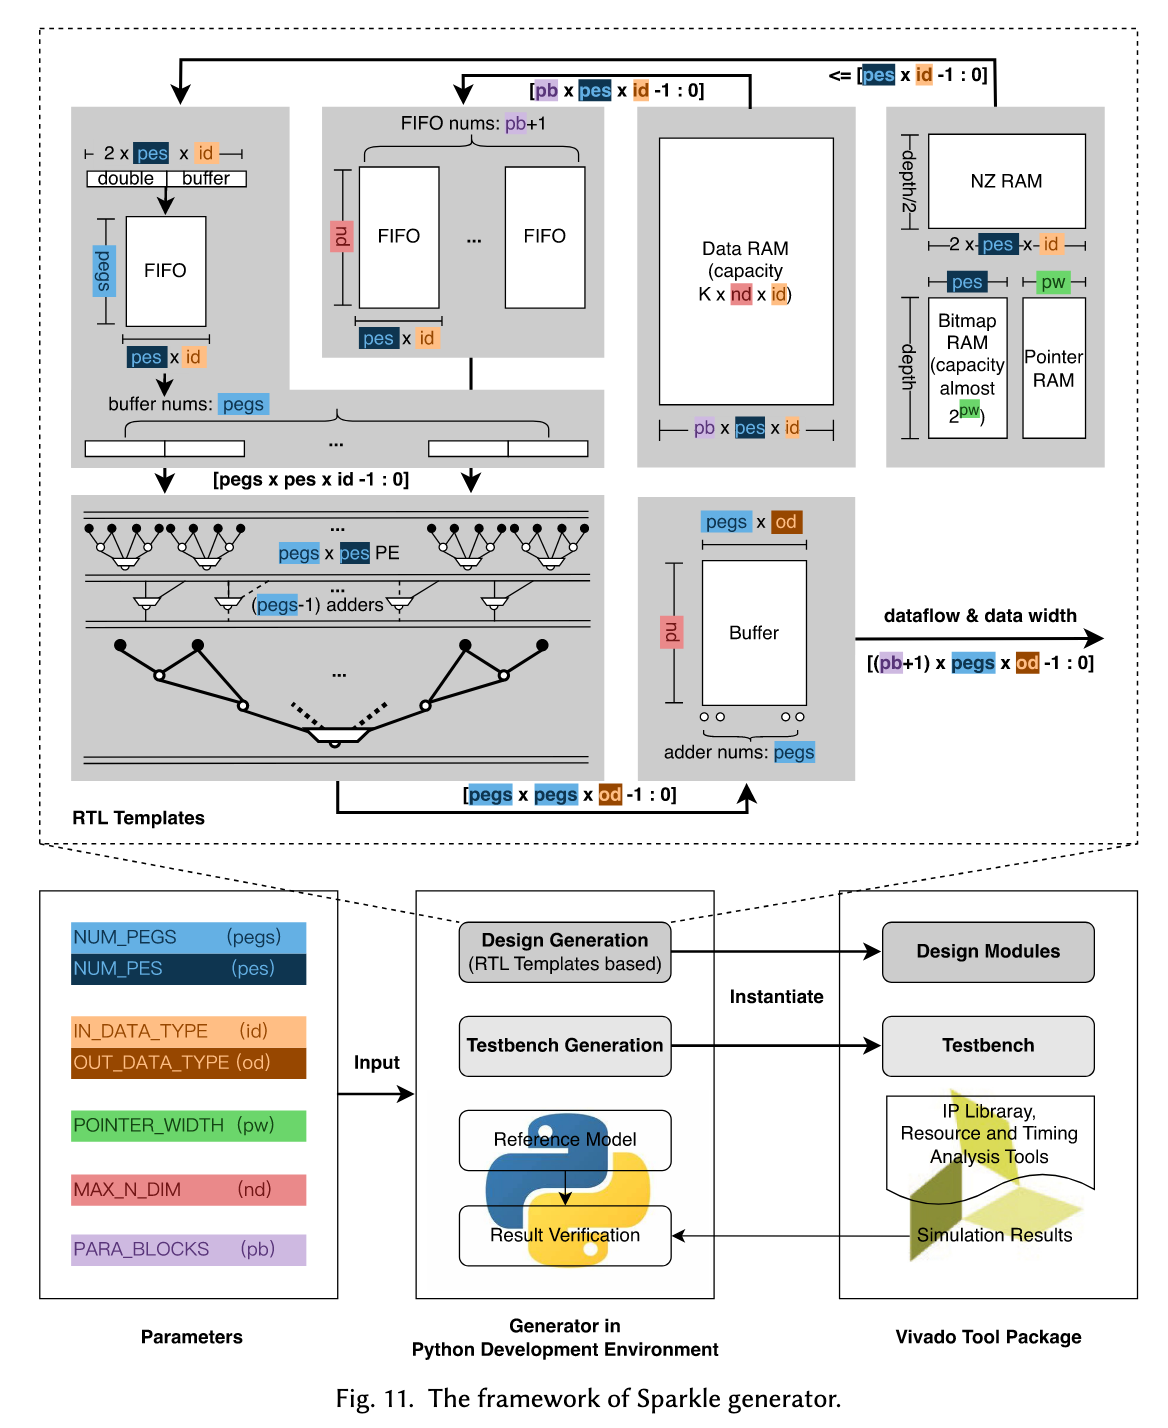 <= [pes x id -1 : 0]
[pb x pes x id -1 : 0]
2 x pes x id
double buffer
FIFO
pegs
pes x id
buffer nums: pegs
...
FIFO nums: pb+1
nd
FIFO
...
FIFO
pes x id
Data RAM
(capacity
K x nd x id)
pb x pes x id
NZ RAM
depth/2
2 x pes x id
pes
pw
depth
Bitmap
RAM
(capacity
almost
2^pw)
Pointer
RAM
[pegs x pes x id -1 : 0]
...
pegs x pes PE
...
(pegs-1) adders
...
pegs x od
nd
Buffer
adder nums: pegs
dataflow & data width
[(pb+1) x pegs x od -1 : 0]
[pegs x pegs x od -1 : 0]
RTL Templates
NUM_PEGS (pegs)
NUM_PES (pes)
IN_DATA_TYPE (id)
OUT_DATA_TYPE (od)
POINTER_WIDTH (pw)
MAX_N_DIM (nd)
PARA_BLOCKS (pb)
Parameters
Input
Design Generation
(RTL Templates based)
Testbench Generation
Reference Model
Result Verification
Generator in
Python Development Environment
Instantiate
Design Modules
Testbench
IP Libraray,
Resource and Timing
Analysis Tools
Simulation Results
Vivado Tool Package
Fig. 11. The framework of Sparkle generator.